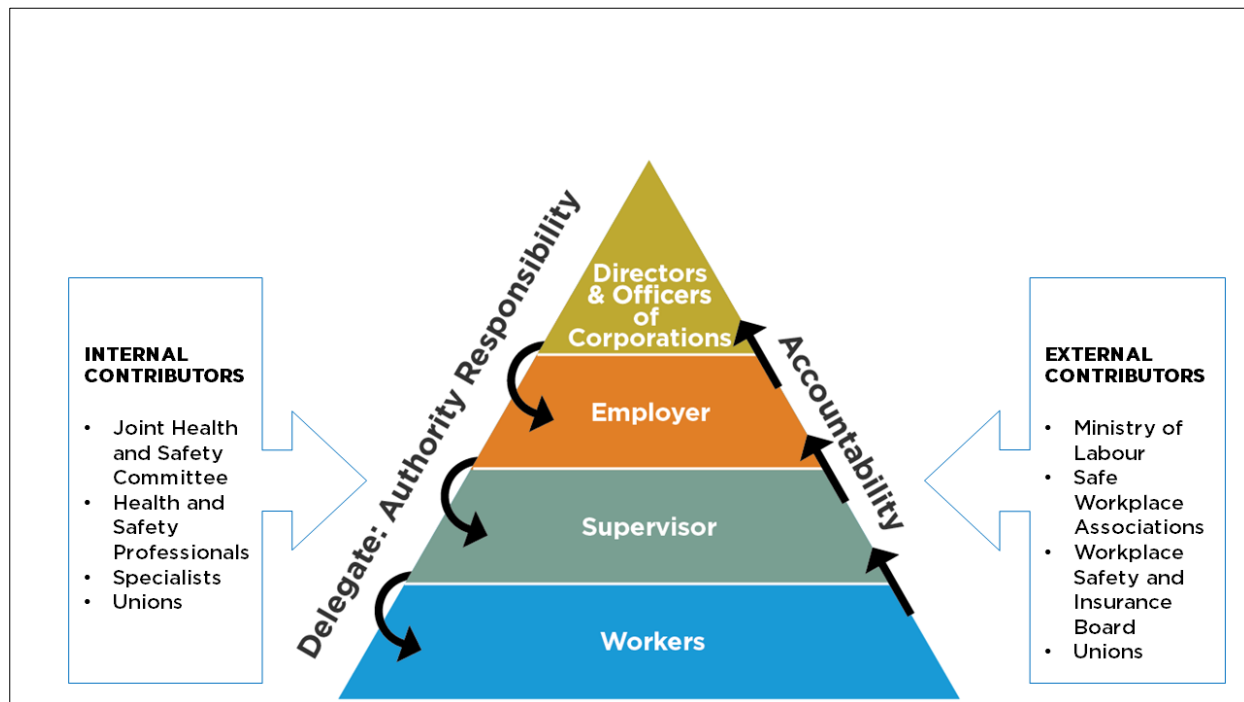 INTERNAL
CONTRIBUTORS
• Joint Health
and Safety
Committee
• Health and
Safety
Professionals
• Specialists
• Unions
Delegate: Authority Responsibility
Directors
& Officers
of
Corporations
Employer
Supervisor
Workers
Accountability
EXTERNAL
CONTRIBUTORS
• Ministry of
Labour
• Safe
Workplace
Associations
• Workplace
Safety and
Insurance
Board
• Unions